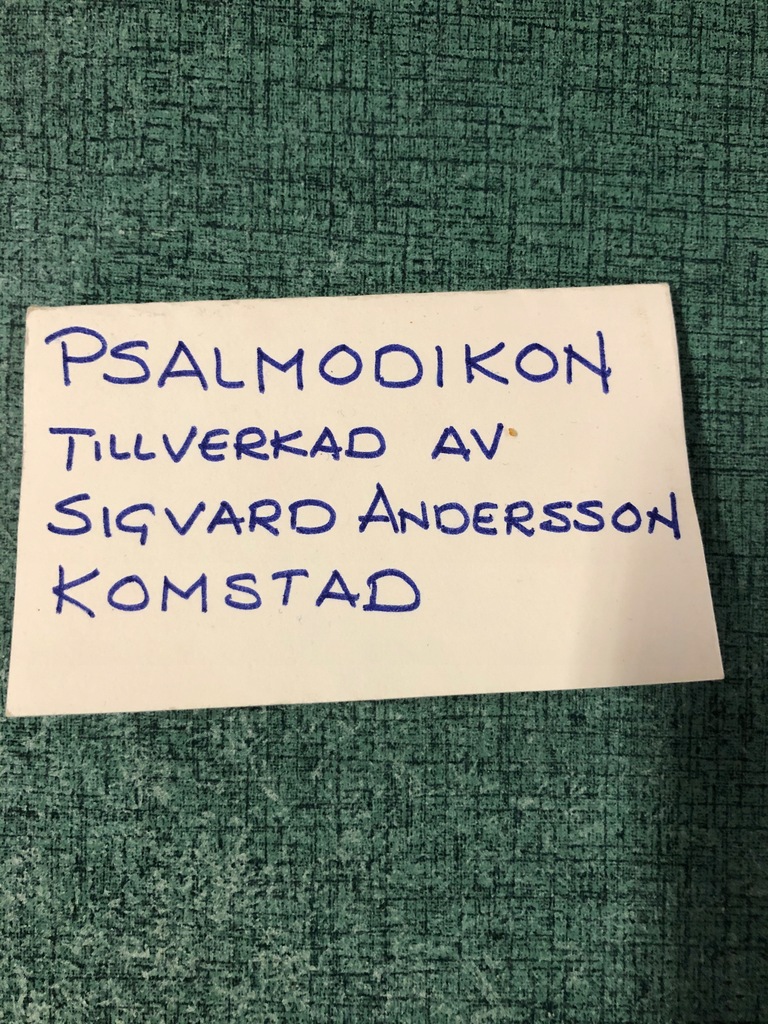 PSALMODIKON
TILLVERKAD AV
SIGVARD ANDERSSON
KOMSTAD